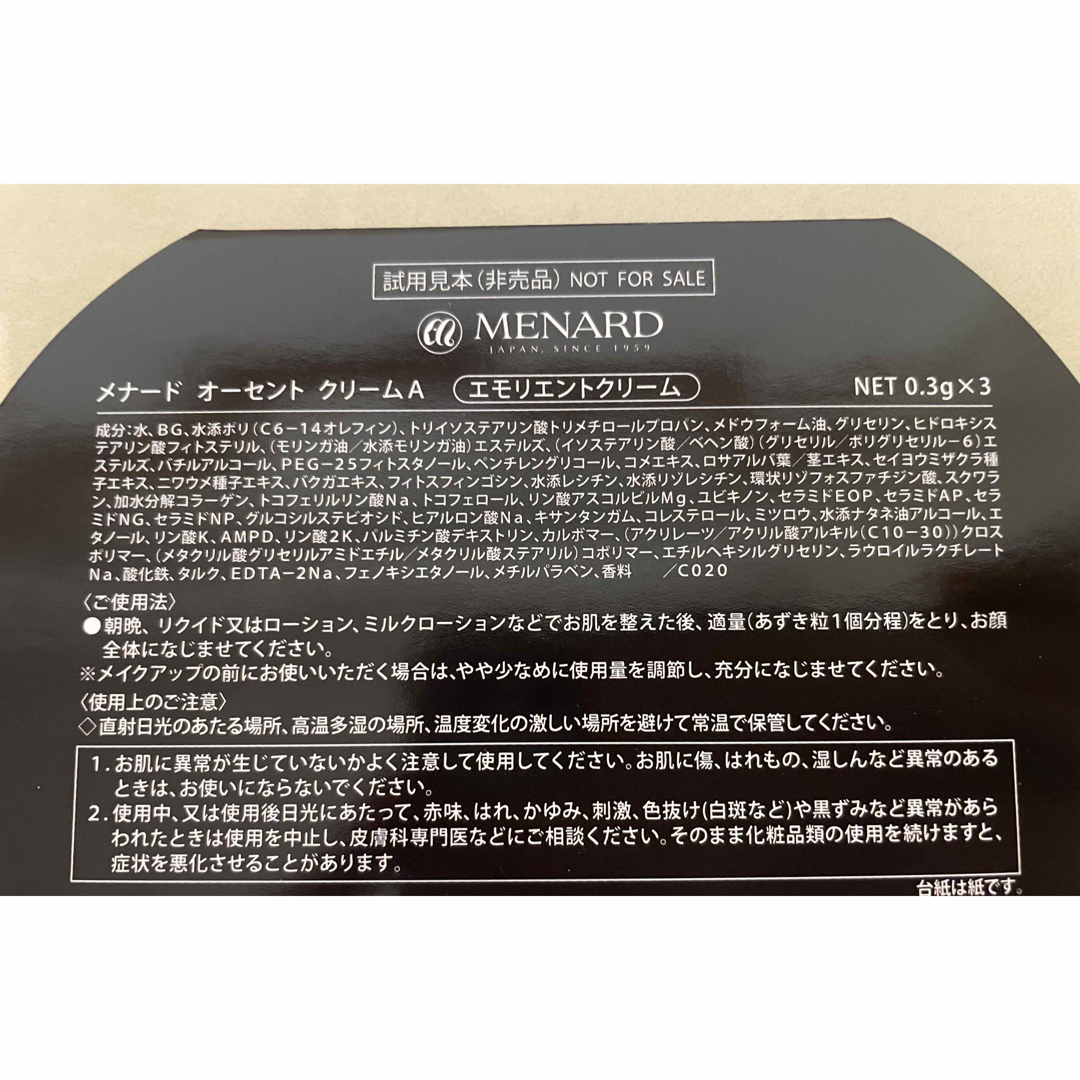 試用見本(非売品) NOT FOR SALE
MENARD
JAPAN, SINCE 1959
メナード オーセント クリームA エモリエントクリーム NET 0.3g×3
成分:水、BG、水添ポリ(C6-14オレフィン)、トリイソステアリン酸トリメチロールプロパン、メドウフォーム油、グリセリン、ヒドロキシス
テアリン酸フィトステリル、(モリンガ油/水添モリンガ油)エステルズ、(イソステアリン酸/ベヘン酸)(グリセリル/ポリグリセリル-6)エ
ステルズ、バチルアルコール、PEG-25フィトスタノール、ペンチレングリコール、コメエキス、ロサアルバ葉/茎エキス、セイヨウミザクラ種
子エキス、ニワウメ種子エキス、バクガエキス、フィトスフィンゴシン、水添レシチン、水添リゾレシチン、環状リゾフォスファチジン酸、スクワラ
ン、加水分解コラーゲン、トコフェリルリン酸Na、トコフェロール、リン酸アスコルビルMg、ユビキノン、セラミドEOP、セラミドAP、セラ
ミドNG、セラミドNP、グルコシルステビオシド、ヒアルロン酸Na、キサンタンガム、コレステロール、ミツロウ、水添ナタネ油アルコール、エ
タノール、リン酸K、AMPD、リン酸2K、パルミチン酸デキストリン、カルボマー、(アクリレーツ/アクリル酸アルキル(C10-30))クロス
ポリマー、(メタクリル酸グリセリルアミドエチル/メタクリル酸ステアリル)コポリマー、エチルヘキシルグリセリン、ラウロイルラクチレート
Na、酸化鉄、タルク、EDTA-2Na、フェノキシエタノール、メチルパラベン、香料 /C020
〈ご使用法〉
●朝晩、リクイド又はローション、ミルクローションなどでお肌を整えた後、適量(あずき粒1個分程)をとり、お顔
全体になじませてください。
※メイクアップの前にお使いいただく場合は、やや少なめに使用量を調節し、充分になじませてください。
〈使用上のご注意〉
◇直射日光のあたる場所、高温多湿の場所、温度変化の激しい場所を避けて常温で保管してください。
1.お肌に異常が生じていないかよく注意して使用してください。お肌に傷、はれもの、湿しんなど異常のある
ときは、お使いにならないでください。
2.使用中、又は使用後日光にあたって、赤味、はれ、かゆみ、刺激、色抜け(白斑など)や黒ずみなど異常があら
われたときは使用を中止し、皮膚科専門医などにご相談ください。そのまま化粧品類の使用を続けますと、
症状を悪化させることがあります。
台紙は紙です。